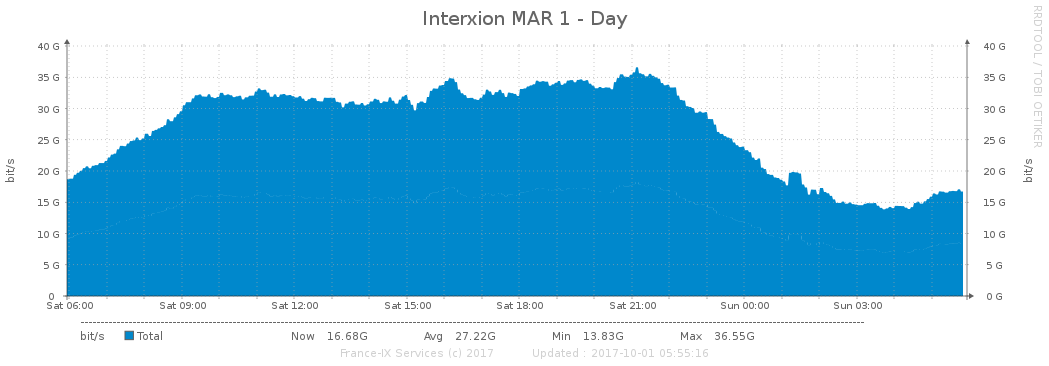 Interxion MAR 1 - Day
RRDTOOL / TOBI OETIKER
40 G 40 G
35 G 35 G
30 G 30 G
25 G 25 G
20 G 20 G
15 G 15 G
10 G 10 G
5 G 5 G
0 0 G
bit/s bit/s
Sat 06:00 Sat 09:00 Sat 12:00 Sat 15:00 Sat 18:00 Sat 21:00 Sun 00:00 Sun 03:00
bit/s Total Now 16.68G Avg 27.22G Min 13.83G Max 36.55G
France-IX Services (c) 2017 Updated : 2017-10-01 05:55:16